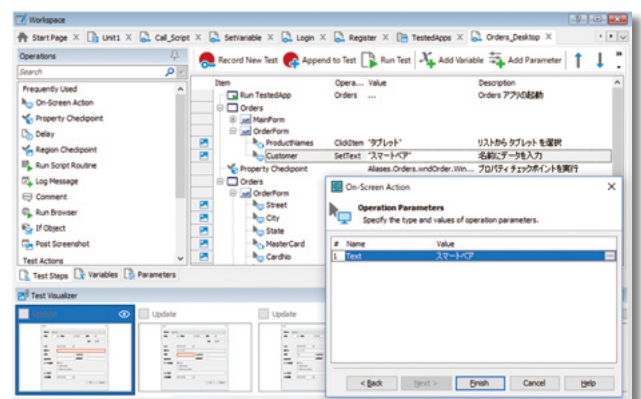 Workspace
Start Page
Unit1
Call_Script
SetVariable
Login
Register
TestedApps
Orders_Desktop
Operations
Search
Frequently Used
On-Screen Action
Property Checkpoint
Delay
Region Checkpoint
Run Script Routine
Log Message
Comment
Run Browser
If Object
Post Screenshot
Test Actions
Record New Test Append to Test Run Test Add Variable Add Parameter
Item Opera... Value Description
Run TestedApp Orders ... Orders アプリの起動
Orders
MainForm
OrderForm
ProductNames ClickItem "タブレット" リストから タブレット を選択
Customer SetText "スマートベア" 名前にデータを入力
Property Checkpoint Aliases.Orders.wndOrder.Win... プロパティ チェックポイントを実行
Orders
OrderForm
Street
City
State
MasterCard
CardNo
Test Steps Variables Parameters
On-Screen Action
Operation Parameters
Specify the type and values of operation parameters.
# Name Value
1 Text スマートベア
< Back Next > Finish Cancel Help
Test Visualizer
Update
Update
Update